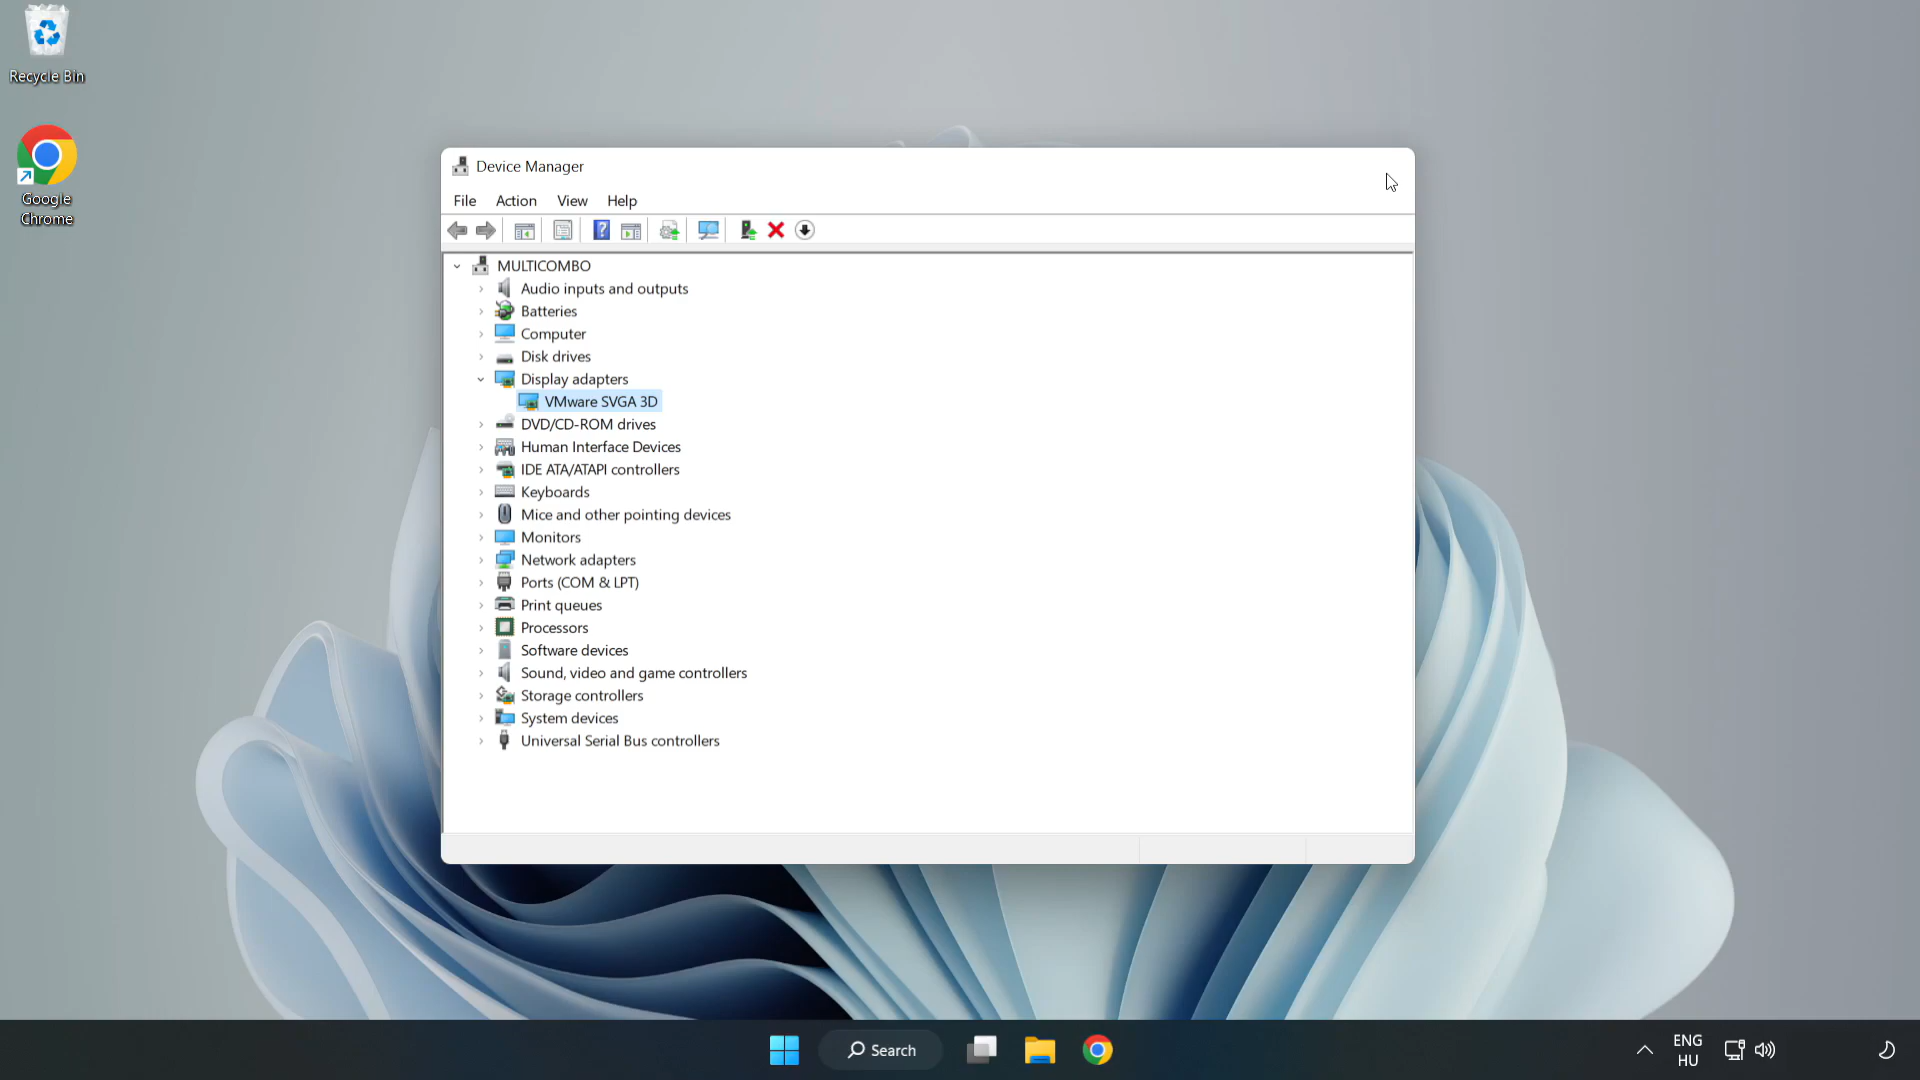 Recycle Bin
Google
Chrome
Device Manager
File Action View Help
MULTICOMBO
Audio inputs and outputs
Batteries
Computer
Disk drives
Display adapters
VMware SVGA 3D
DVD/CD-ROM drives
Human Interface Devices
IDE ATA/ATAPI controllers
Keyboards
Mice and other pointing devices
Monitors
Network adapters
Ports (COM & LPT)
Print queues
Processors
Software devices
Sound, video and game controllers
Storage controllers
System devices
Universal Serial Bus controllers
Search
ENG
HU